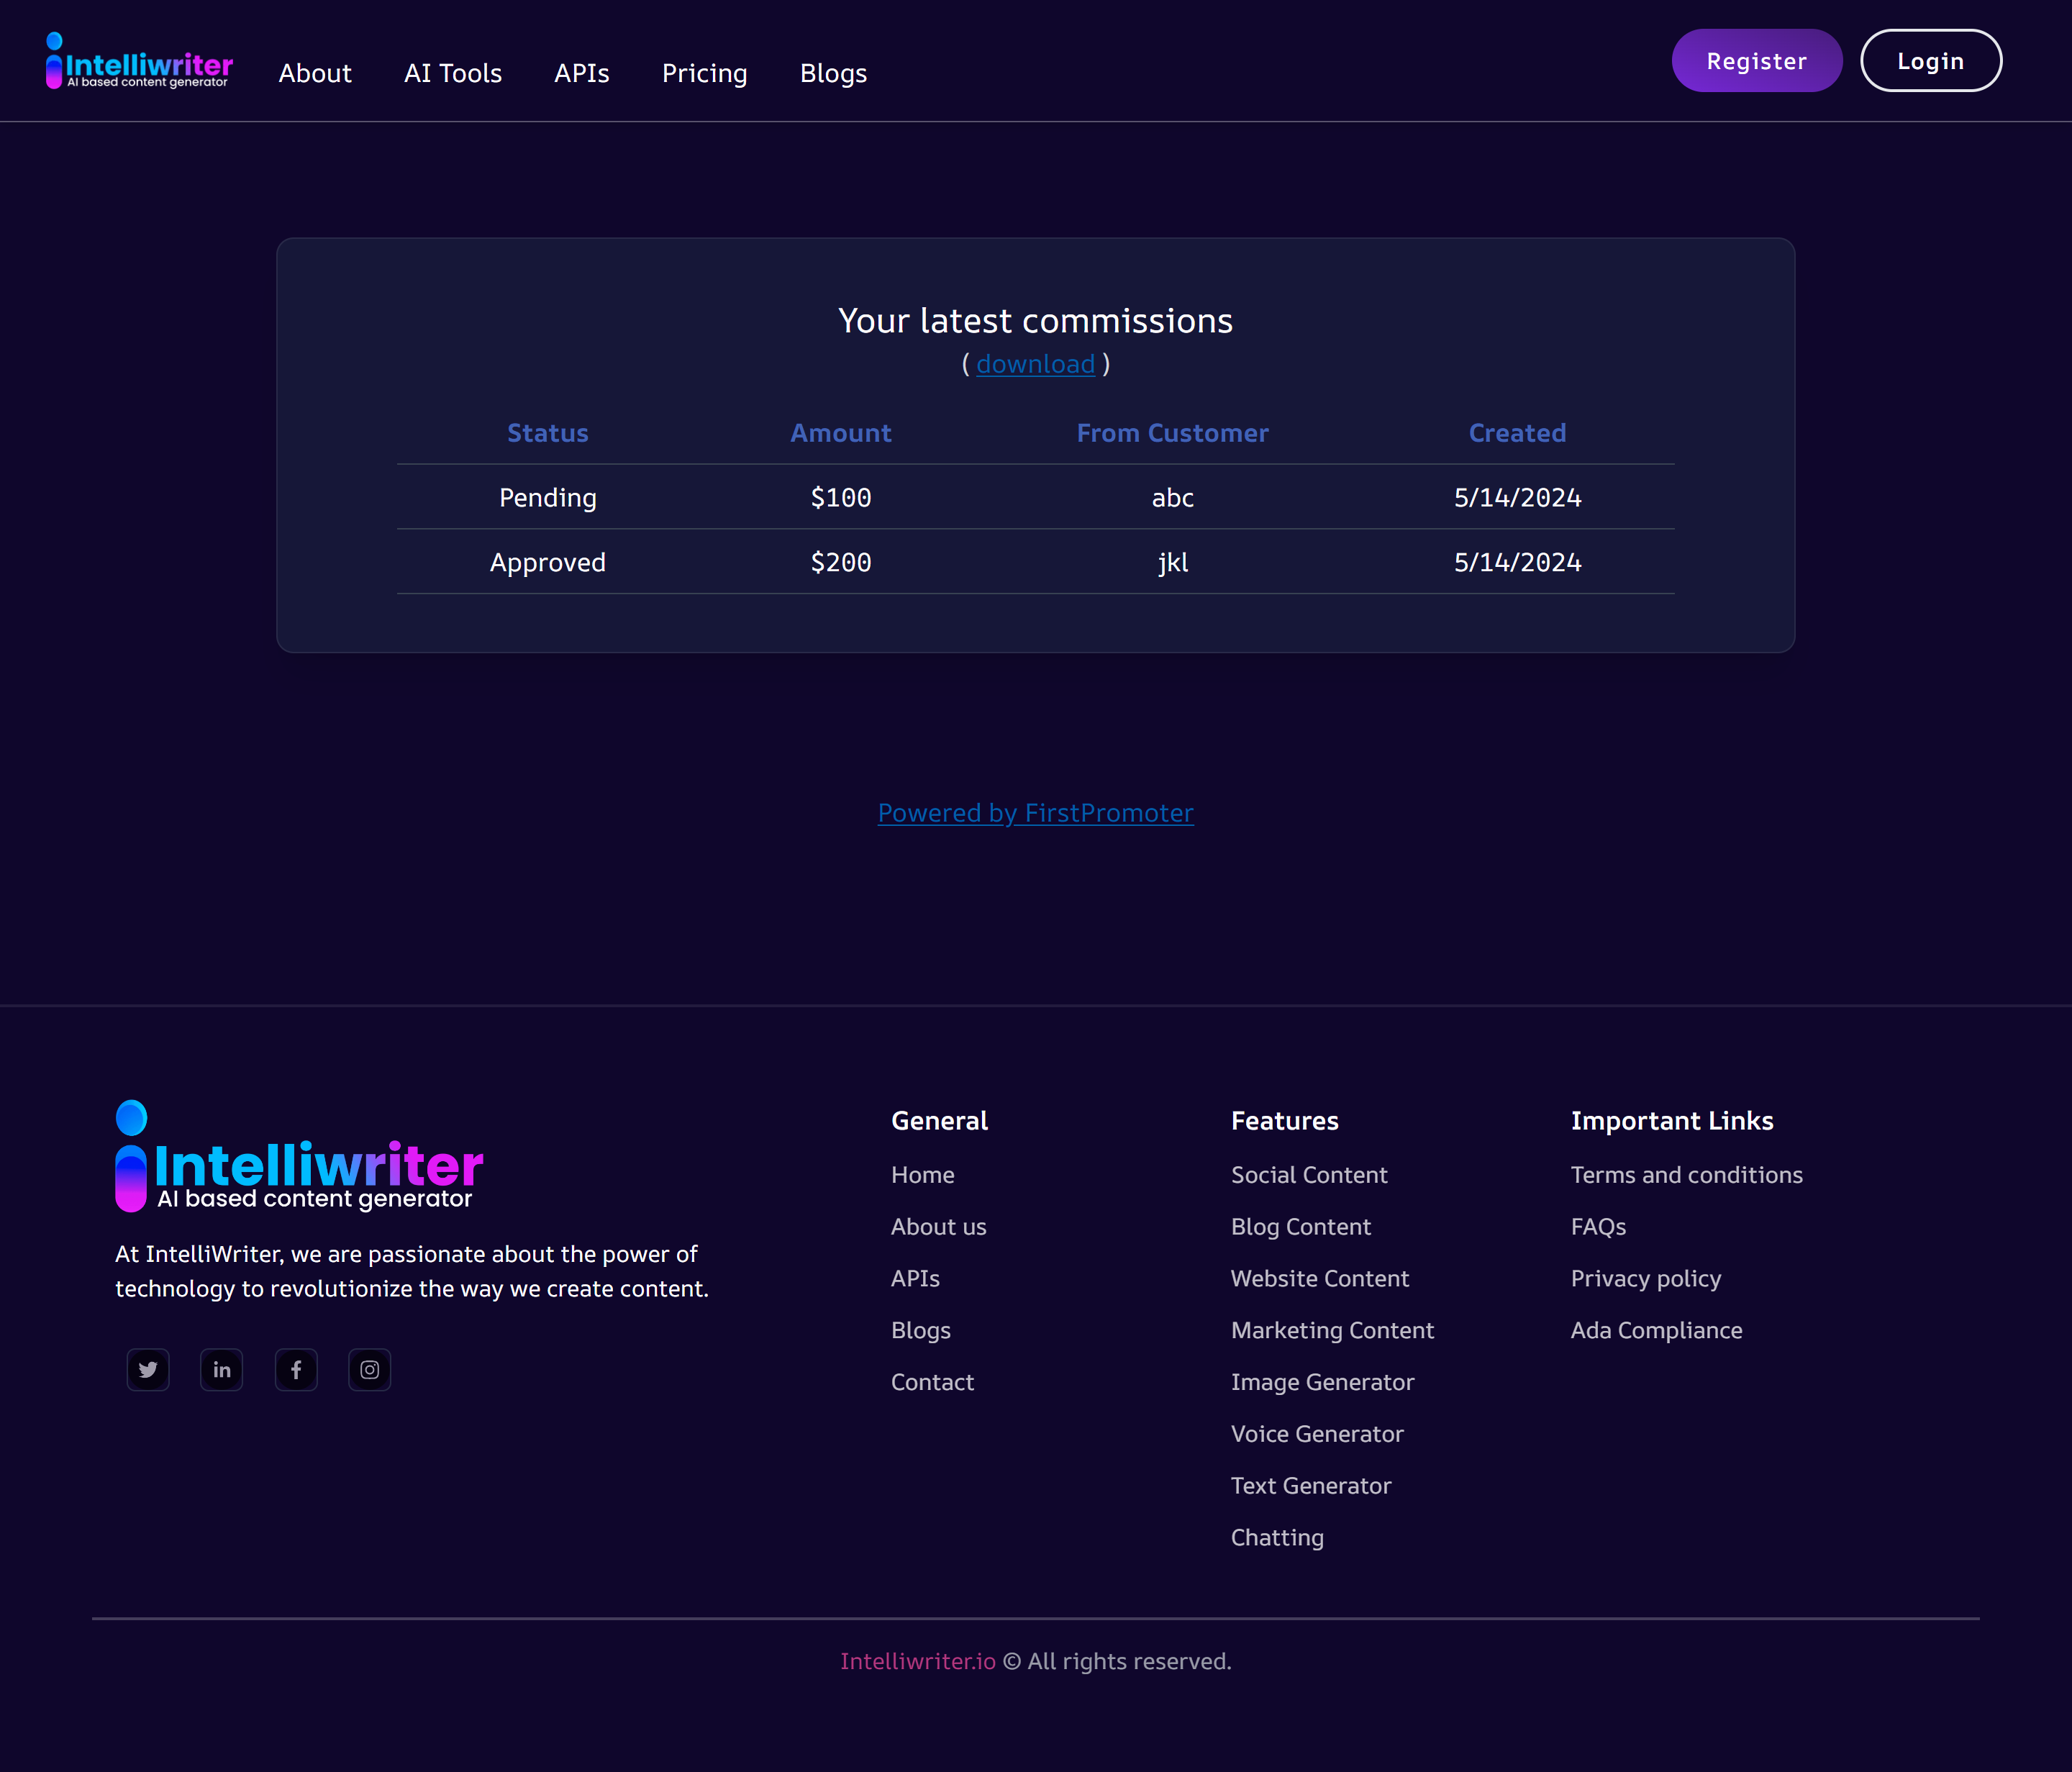 Intelliwriter
AI based content generator
About AI Tools APIs Pricing Blogs
Register Login
Your latest commissions
( download )
Status Amount From Customer Created
Pending $100 abc 5/14/2024
Approved $200 jkl 5/14/2024
Powered by FirstPromoter
Intelliwriter
AI based content generator
At IntelliWriter, we are passionate about the power of
technology to revolutionize the way we create content.
General
Home
About us
APIs
Blogs
Contact
Features
Social Content
Blog Content
Website Content
Marketing Content
Image Generator
Voice Generator
Text Generator
Chatting
Important Links
Terms and conditions
FAQs
Privacy policy
Ada Compliance
Intelliwriter.io © All rights reserved.